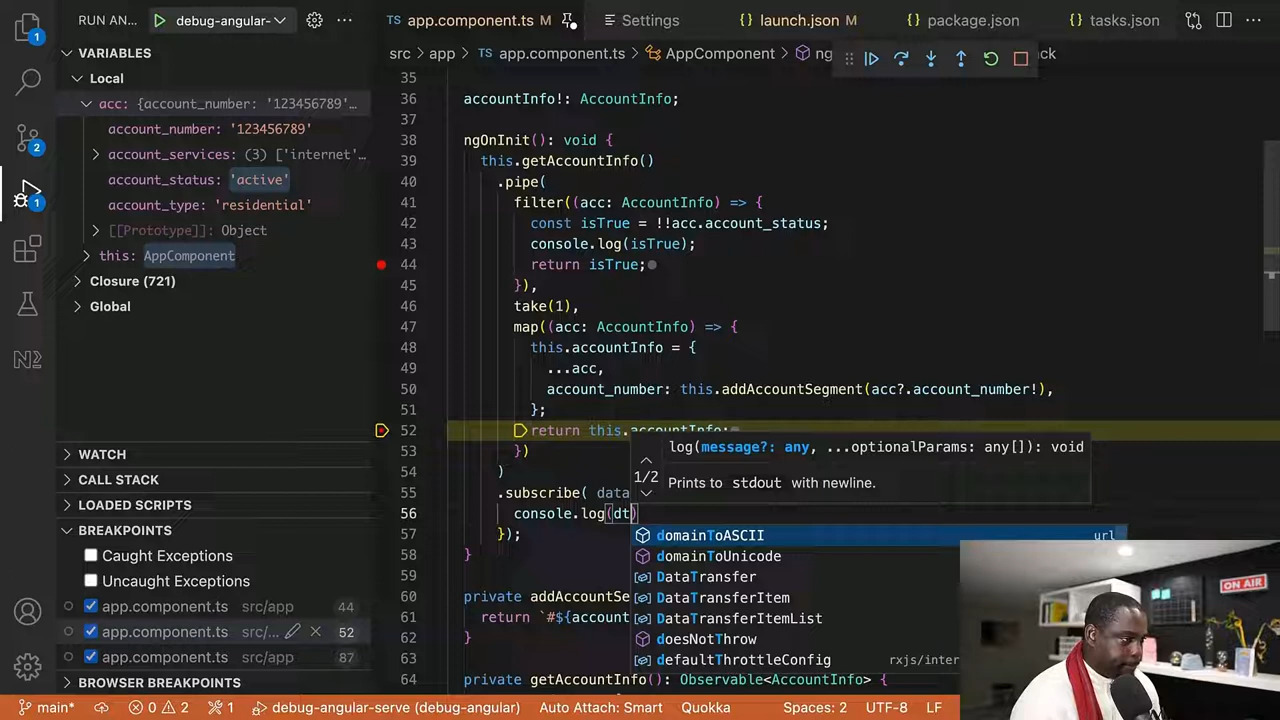 RUN AN...
debug-angular-
app.component.ts M
Settings
launch.json M
package.json
tasks.json
1
2
1
VARIABLES
Local
acc: {account_number: '123456789'…
account_number: '123456789'
account_services: (3) ['internet'…
account_status: 'active'
account_type: 'residential'
[[Prototype]]: Object
this: AppComponent
Closure (721)
Global
WATCH
CALL STACK
LOADED SCRIPTS
BREAKPOINTS
Caught Exceptions
Uncaught Exceptions
app.component.ts src/app 44
app.component.ts src/... 52
app.component.ts src/app 87
BROWSER BREAKPOINTS
src > app > TS app.component.ts > AppComponent > ng
35
36 accountInfo!: AccountInfo;
37
38 ngOnInit(): void {
39 this.getAccountInfo()
40 .pipe(
41 filter((acc: AccountInfo) => {
42 const isTrue = !!acc.account_status;
43 console.log(isTrue);
44 return isTrue;
45 }),
46 take(1),
47 map((acc: AccountInfo) => {
48 this.accountInfo = {
49 ...acc,
50 account_number: this.addAccountSegment(acc?.account_number!),
51 };
52 return this.accountInfo;
53 })
54 )
55 .subscribe( data
56 console.log(dt)
57 });
58 }
59
60 private addAccountSe
61 return `#${account
62 }
63
64 private getAccountInfo(): Observable<AccountInfo> {
log(message?: any, ...optionalParams: any[]): void
1/2
Prints to stdout with newline.
domainToASCII url
domainToUnicode
DataTransfer
DataTransferItem
DataTransferItemList
doesNotThrow
defaultThrottleConfig rxjs/inter
ON AIR
main* 0 2 1 debug-angular-serve (debug-angular) Auto Attach: Smart Quokka Spaces: 2 UTF-8 LF